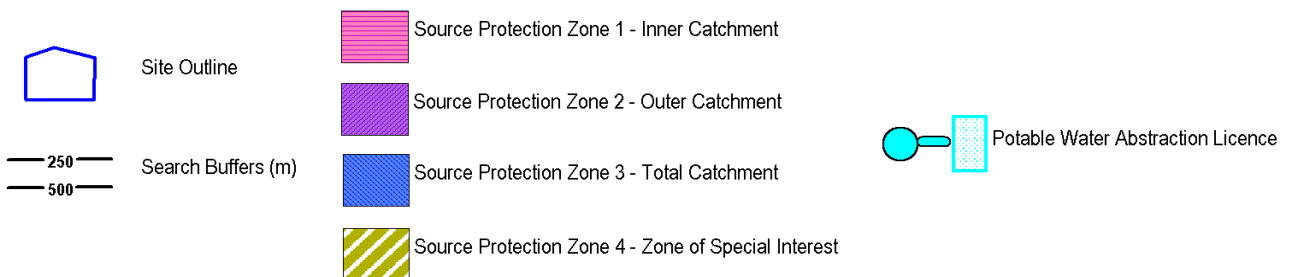 Site Outline
250
500
Search Buffers (m)
Source Protection Zone 1 - Inner Catchment
Source Protection Zone 2 - Outer Catchment
Source Protection Zone 3 - Total Catchment
Source Protection Zone 4 - Zone of Special Interest
Potable Water Abstraction Licence